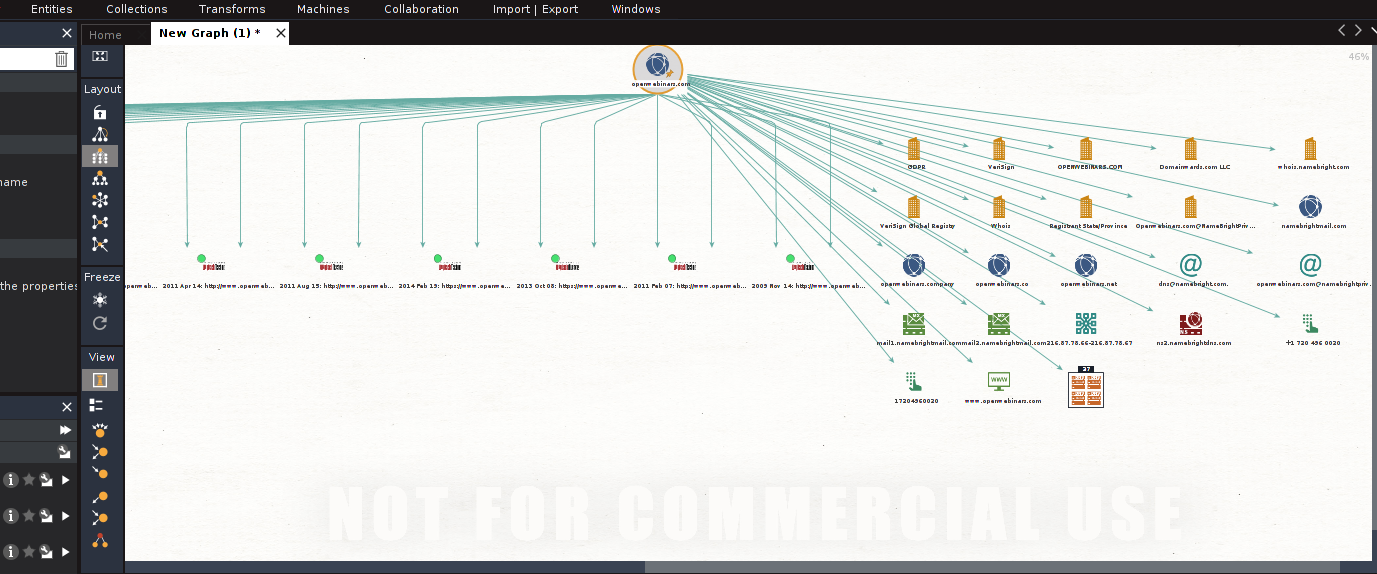 Entities Collections Transforms Machines Collaboration Import | Export Windows
Home New Graph (1) *
46%
Layout
Freeze
View
name
the properties
openwebinars.com
GDPR VeriSign OPENWEBINARS.COM Domainwards.com LLC whois.namebright.com
VeriSign Global Registry Whois Registrant State/Province Openwebinars.com@NameBrightPriv... namebrightmail.com
openwebinars.company openwebinars.co openwebinars.net dns@namebright.com. openwebinars.com@namebrightpriv.
openweb... 2011 Apr 14: http://www.openweb... 2011 Aug 15: http://www.openweb... 2014 Feb 19: https://openwe... 2013 Oct 08: https://openwe... 2011 Feb 07: http://www.openweb... 2009 Nov 14: http://www.openweb...
mail1.namebrightmail.com mail2.namebrightmail.com 216.87.78.66-216.87.78.67 ns2.namebrightdns.com +1 720 496 0020
17204960020 www.openwebinars.com
WWW
MX
MX
NS
37
NOT FOR COMMERCIAL USE